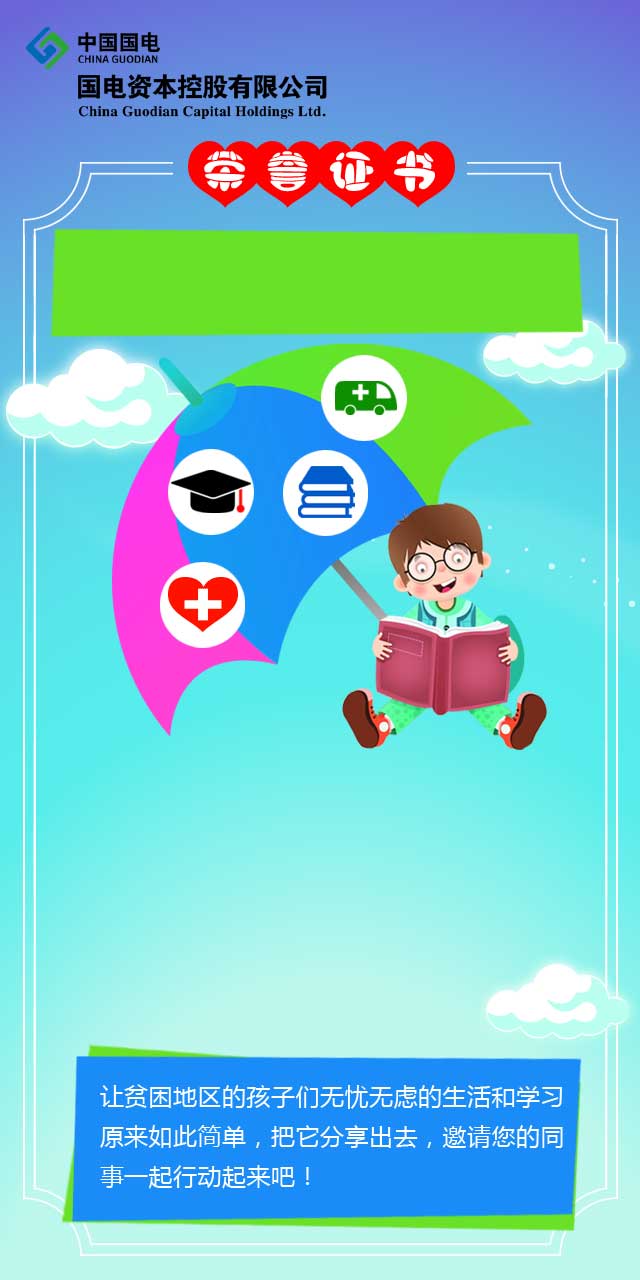 中国国电
CHINA GUODIAN
国电资本控股有限公司
China Guodian Capital Holdings Ltd.
荣誉证书
让贫困地区的孩子们无忧无虑的生活和学习
原来如此简单，把它分享出去，邀请您的同
事一起行动起来吧！